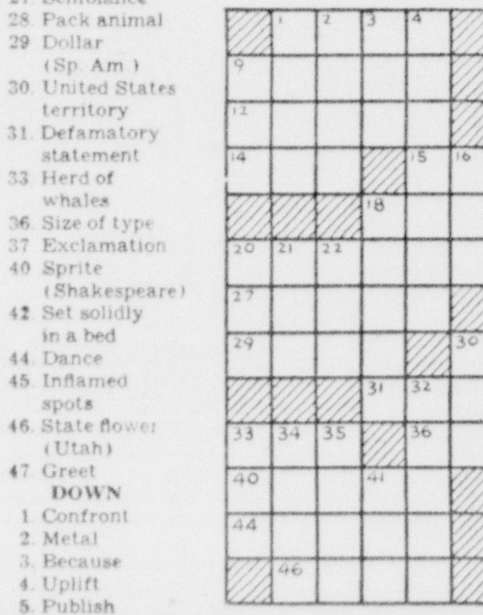 27. Semblance
28. Pack animal
29 Dollar
(Sp. Am.)
30. United States
territory
31. Defamatory
statement
33. Herd of
whales
36. Size of type
37. Exclamation
40. Sprite
(Shakespeare)
42. Set solidly
in a bed
44. Dance
45. Inflamed
spots
46. State flower
(Utah)
47. Greet
DOWN
1. Confront
2. Metal
3. Because
4. Uplift
5. Publish
1 2 3 4
9
12
14 15 16
18
20 21 22
27
29 30
31 32
33 34 35 36
40 41
44
46